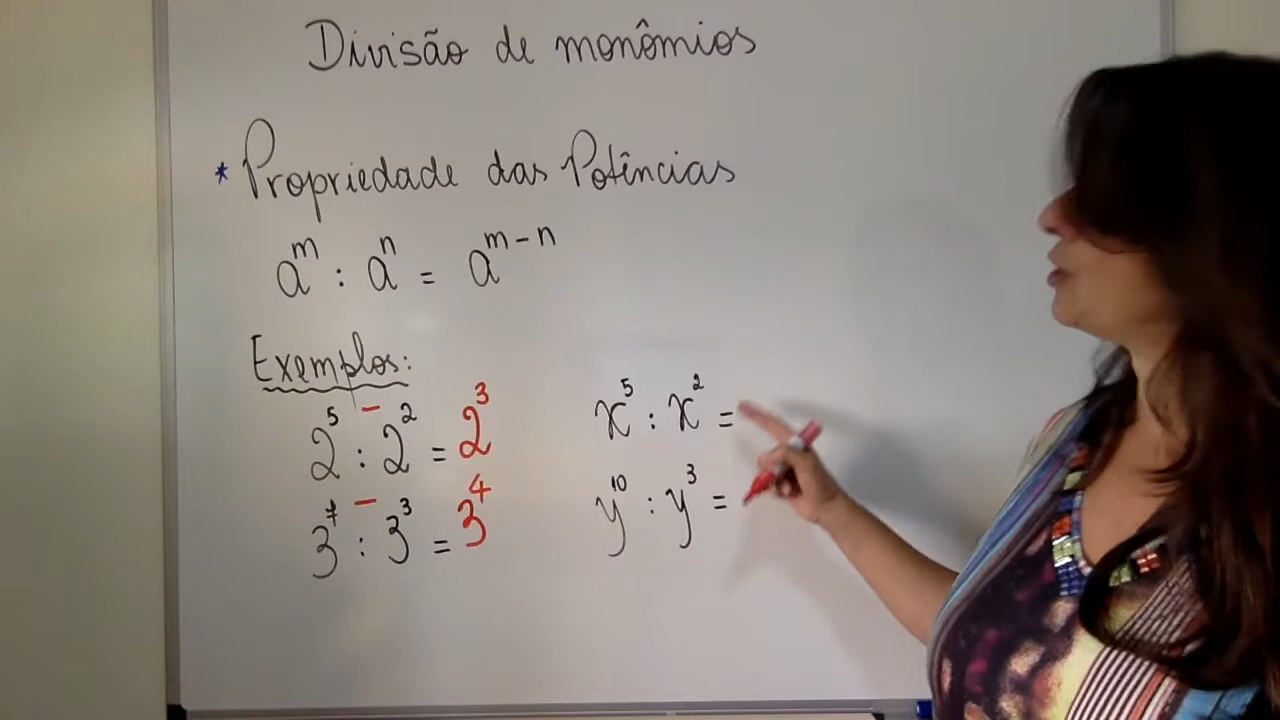 Divisão de monômios
* Propriedade das Potências
aᵐ : aⁿ = aᵐ⁻ⁿ
Exemplos:
2⁵ : 2² = 2³
−
3⁷ : 3³ = 3⁴
−
x⁵ : x² =
y¹⁰ : y³ =